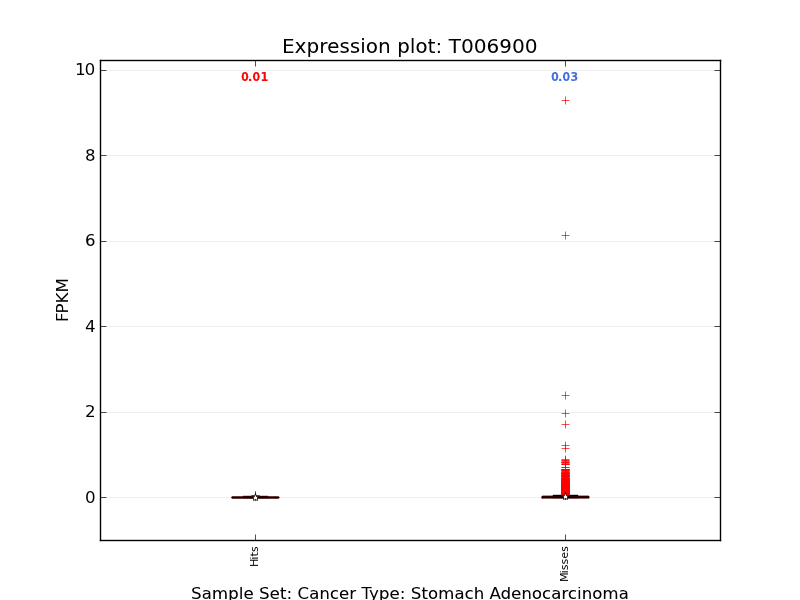 Expression plot: T006900
10
0.01
0.03
8
6
FPKM
4
2
0
Hits
Misses
Sample Set: Cancer Type: Stomach Adenocarcinoma